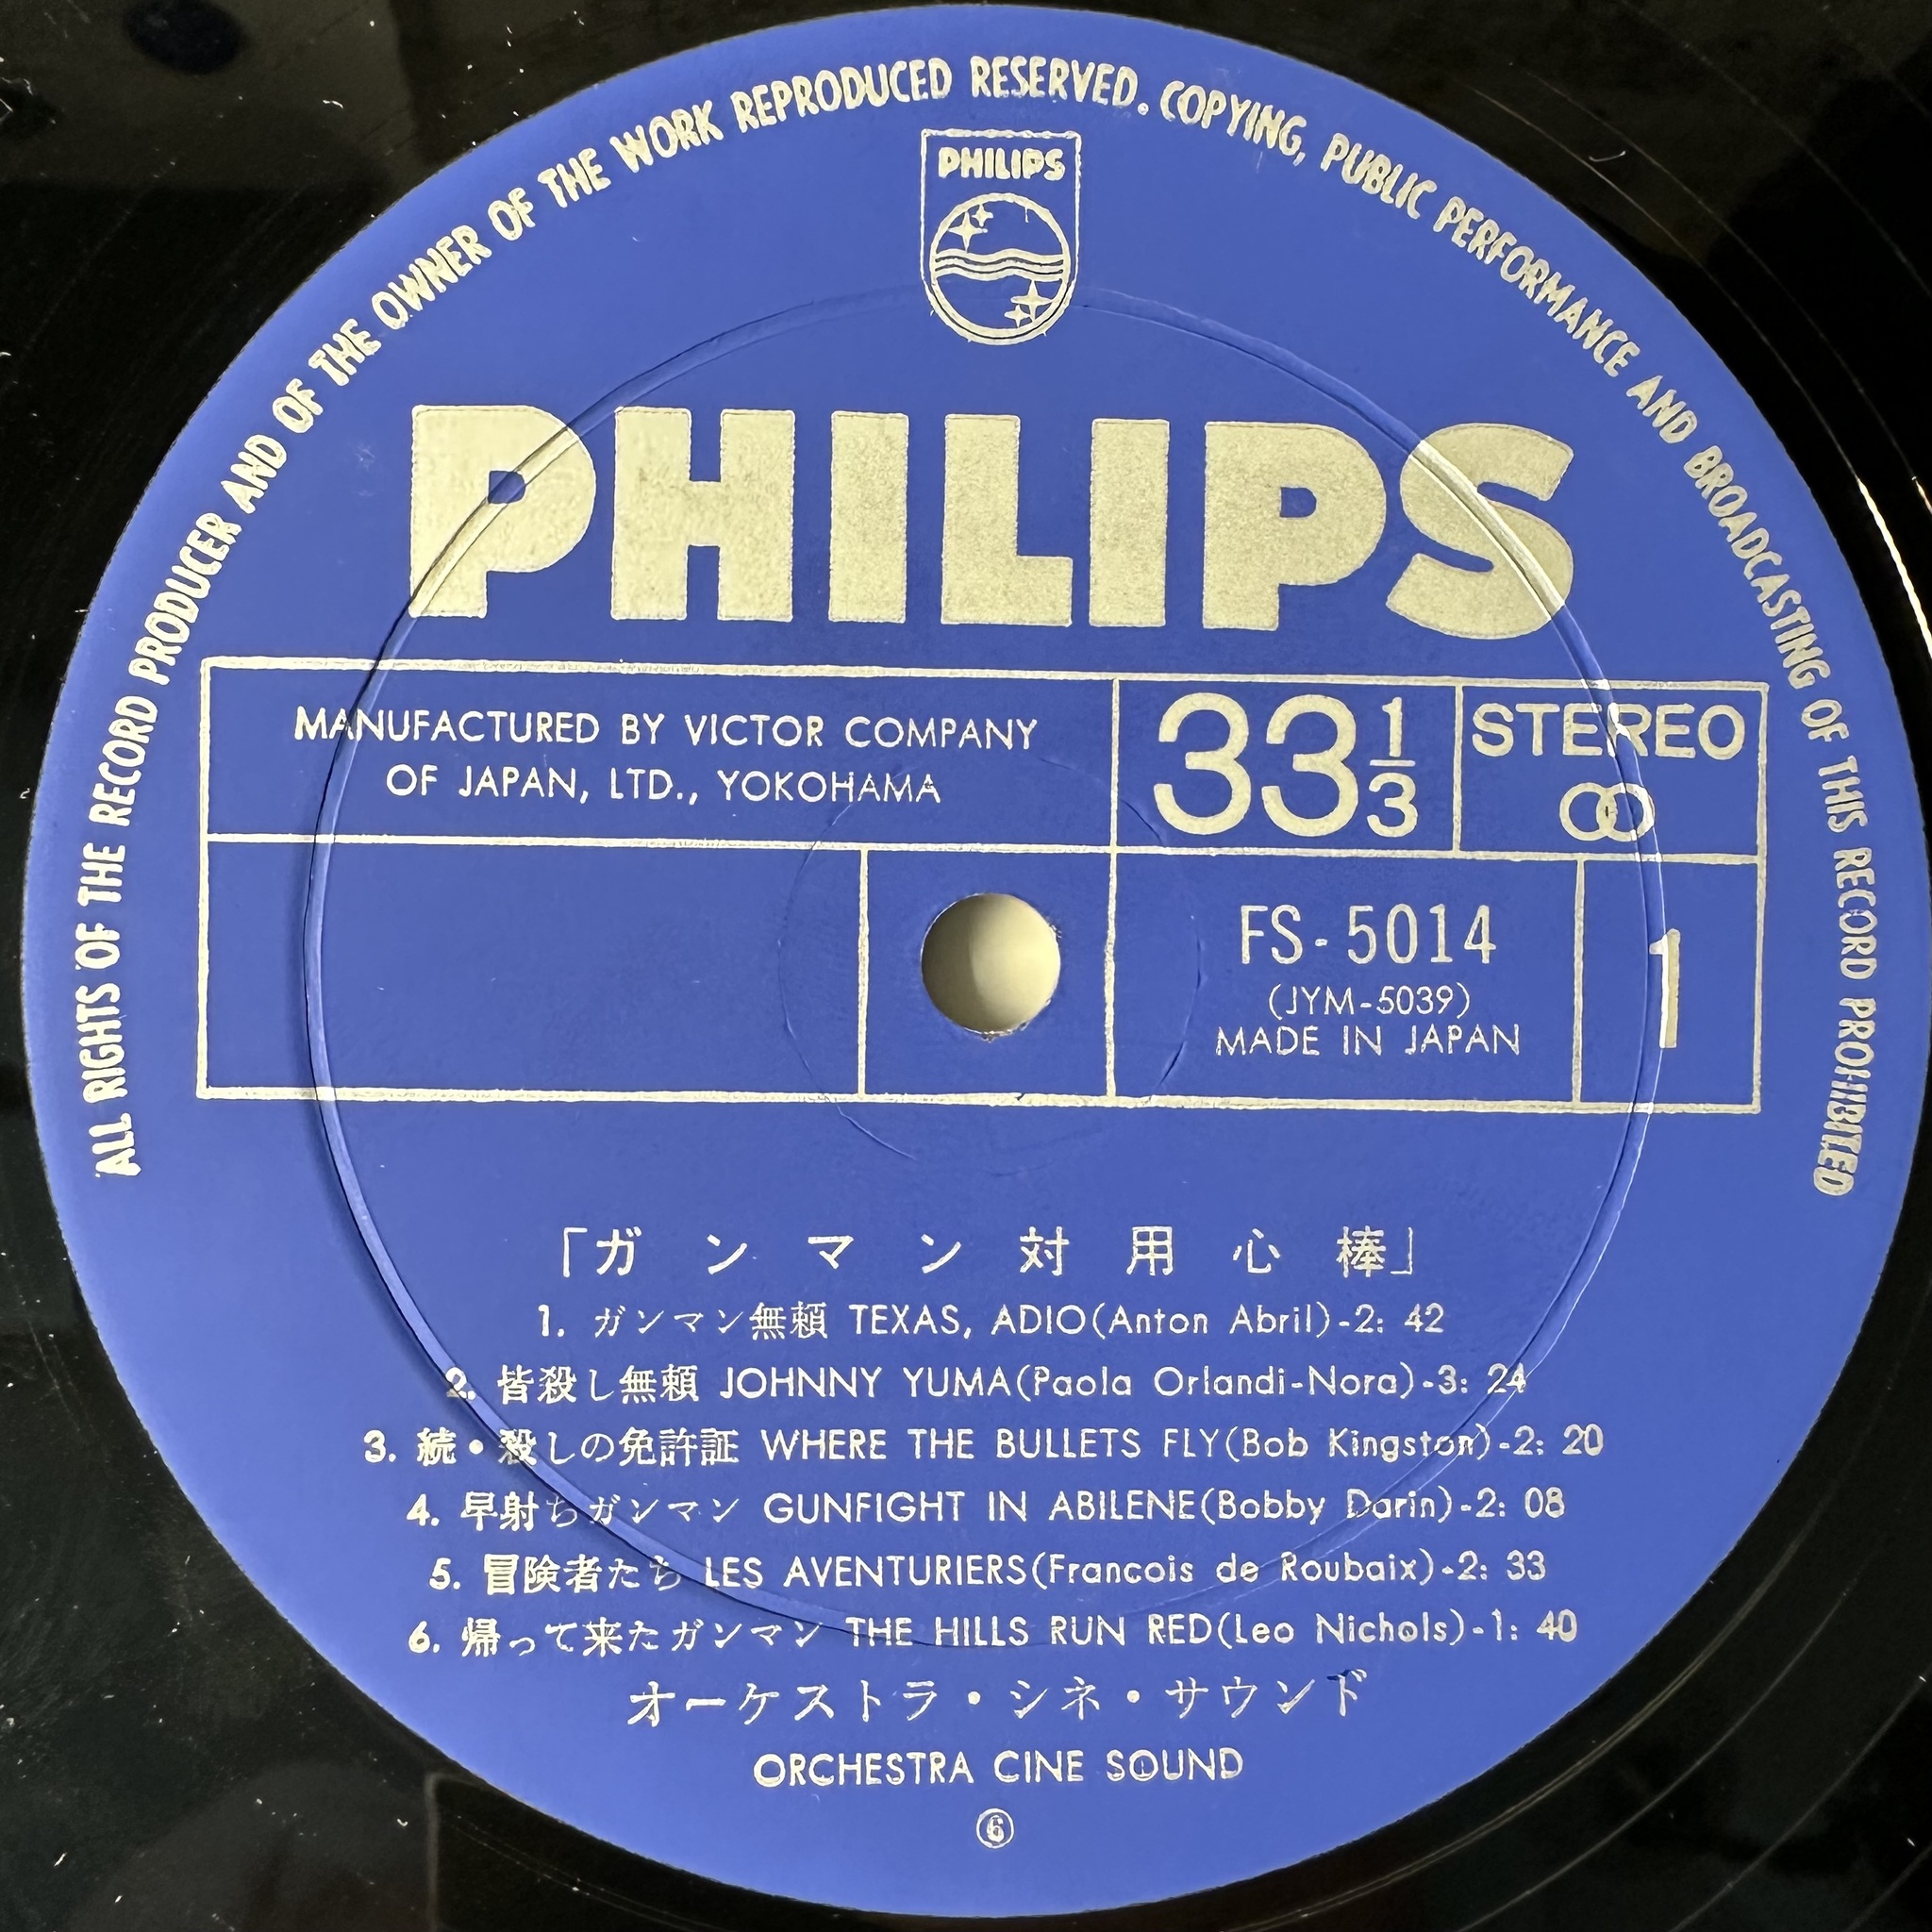 ALL RIGHTS OF THE RECORD PRODUCER AND OF THE OWNER OF THE WORK REPRODUCED RESERVED. COPYING, PUBLIC PERFORMANCE AND BROADCASTING OF THIS RECORD PROHIBITED
PHILIPS
PHILIPS
MANUFACTURED BY VICTOR COMPANY
OF JAPAN, LTD., YOKOHAMA
33 1/3
STEREO
FS-5014
(JYM-5039)
MADE IN JAPAN
1
「ガンマン対用心棒」
1. ガンマン無頼 TEXAS, ADIO(Anton Abril)-2: 42
2. 皆殺し無頼 JOHNNY YUMA(Paola Orlandi-Nora)-3: 24
3. 続・殺しの免許証 WHERE THE BULLETS FLY(Bob Kingston)-2: 20
4. 早射ちガンマン GUNFIGHT IN ABILENE(Bobby Darin)-2: 08
5. 冒険者たち LES AVENTURIERS(Francois de Roubaix)-2: 33
6. 帰って来たガンマン THE HILLS RUN RED(Leo Nichols)-1: 40
オーケストラ・シネ・サウンド
ORCHESTRA CINE SOUND
⑥